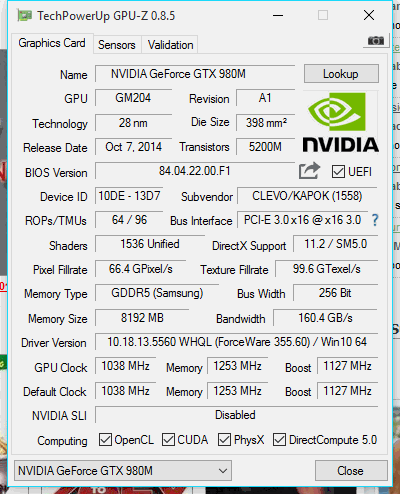 TechPowerUp GPU-Z 0.8.5
Graphics Card Sensors Validation
Name NVIDIA GeForce GTX 980M Lookup
GPU GM204 Revision A1
Technology 28 nm Die Size 398 mm²
Release Date Oct 7, 2014 Transistors 5200M
NVIDIA
BIOS Version 84.04.22.00.F1 UEFI
Device ID 10DE - 13D7 Subvendor CLEVO/KAPOK (1558)
ROPs/TMUs 64 / 96 Bus Interface PCI-E 3.0 x16 @ x16 3.0 ?
Shaders 1536 Unified DirectX Support 11.2 / SM5.0
Pixel Fillrate 66.4 GPixel/s Texture Fillrate 99.6 GTexel/s
Memory Type GDDR5 (Samsung) Bus Width 256 Bit
Memory Size 8192 MB Bandwidth 160.4 GB/s
Driver Version 10.18.13.5560 WHQL (ForceWare 355.60) / Win10 64
GPU Clock 1038 MHz Memory 1253 MHz Boost 1127 MHz
Default Clock 1038 MHz Memory 1253 MHz Boost 1127 MHz
NVIDIA SLI Disabled
Computing OpenCL CUDA PhysX DirectCompute 5.0
NVIDIA GeForce GTX 980M Close